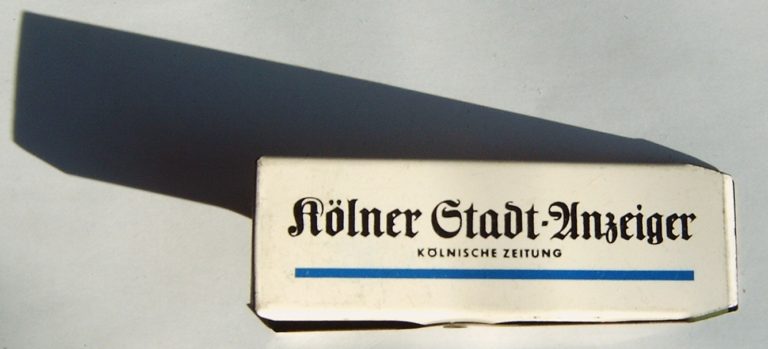 Kölner Stadt-Anzeiger
KÖLNISCHE ZEITUNG